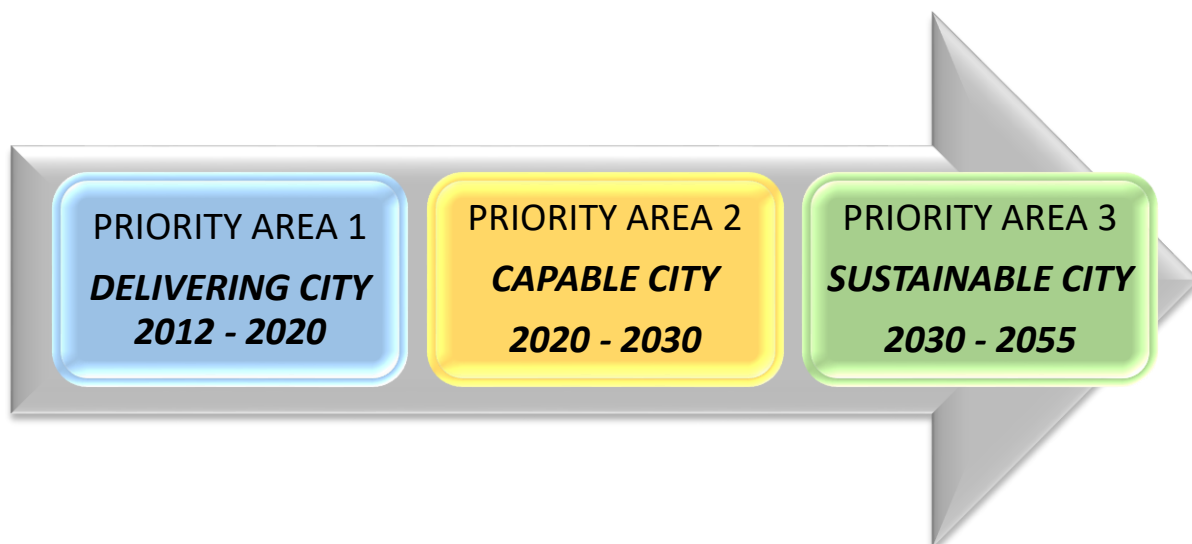 PRIORITY AREA 1
DELIVERING CITY
2012 - 2020
PRIORITY AREA 2
CAPABLE CITY
2020 - 2030
PRIORITY AREA 3
SUSTAINABLE CITY
2030 - 2055